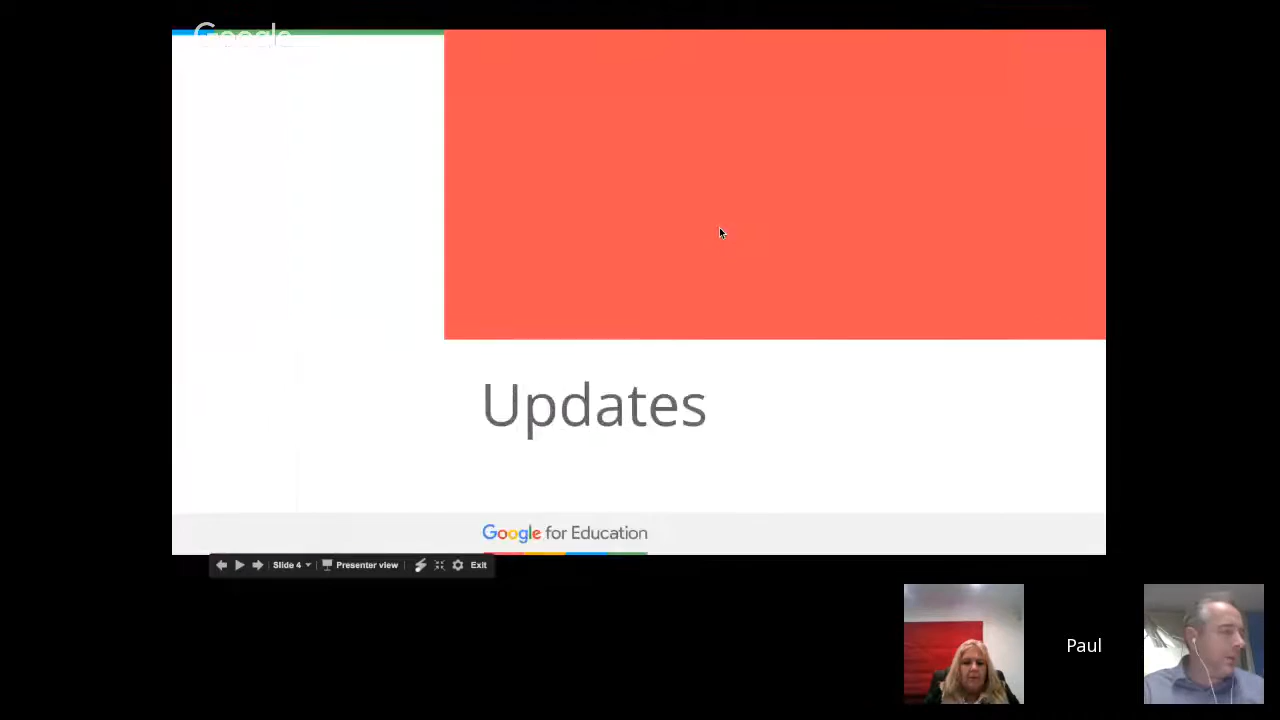 Google
Updates
Google for Education
Slide 4
Presenter view
Exit
Paul